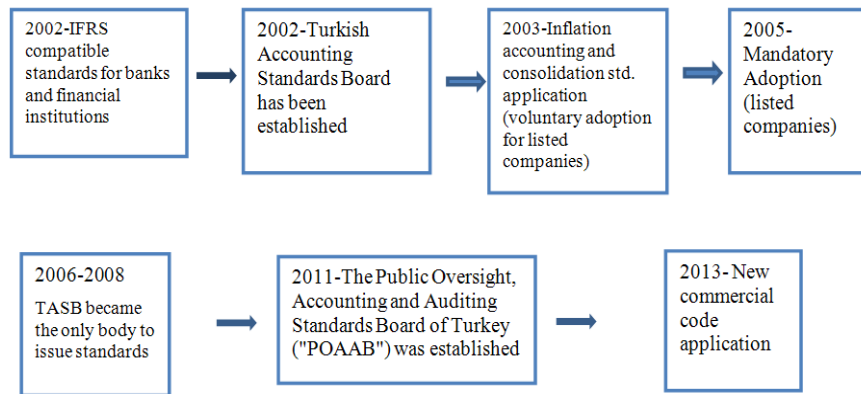 2002-IFRS
compatible
standards for banks
and financial
institutions
2002-Turkish
Accounting
Standards Board
has been
established
2003-Inflation
accounting and
consolidation std.
application
(voluntary adoption
for listed
companies)
2005-
Mandatory
Adoption
(listed
companies)
2006-2008
TASB became
the only body to
issue standards
2011-The Public Oversight,
Accounting and Auditing
Standards Board of Turkey
("POAAB") was established
2013- New
commercial
code
application